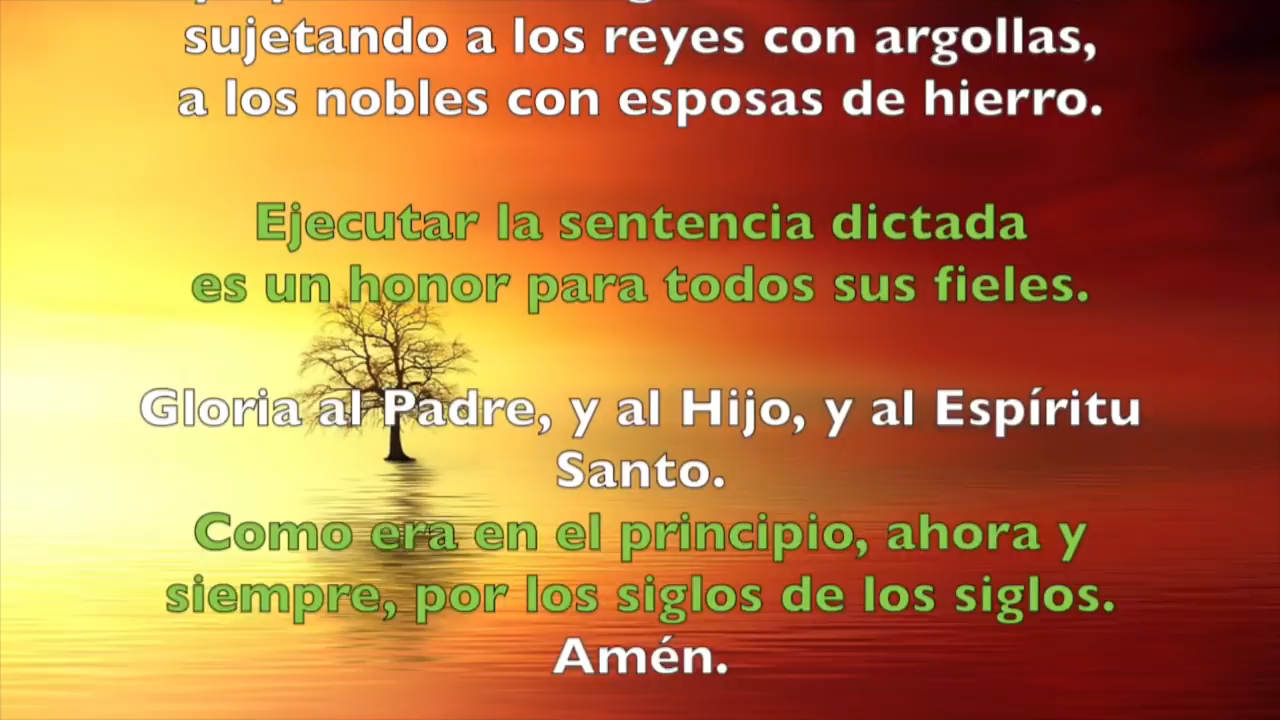 sujetando a los reyes con argollas,
a los nobles con esposas de hierro.
Ejecutar la sentencia dictada
es un honor para todos sus fieles.
Gloria al Padre, y al Hijo, y al Espíritu
Santo.
Como era en el principio, ahora y
siempre, por los siglos de los siglos.
Amén.